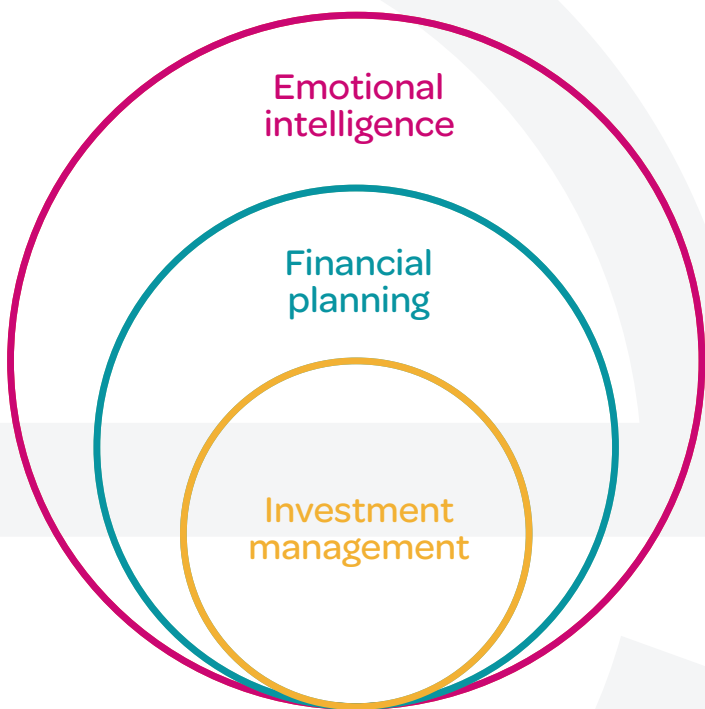 Emotional
intelligence
Financial
planning
Investment
management